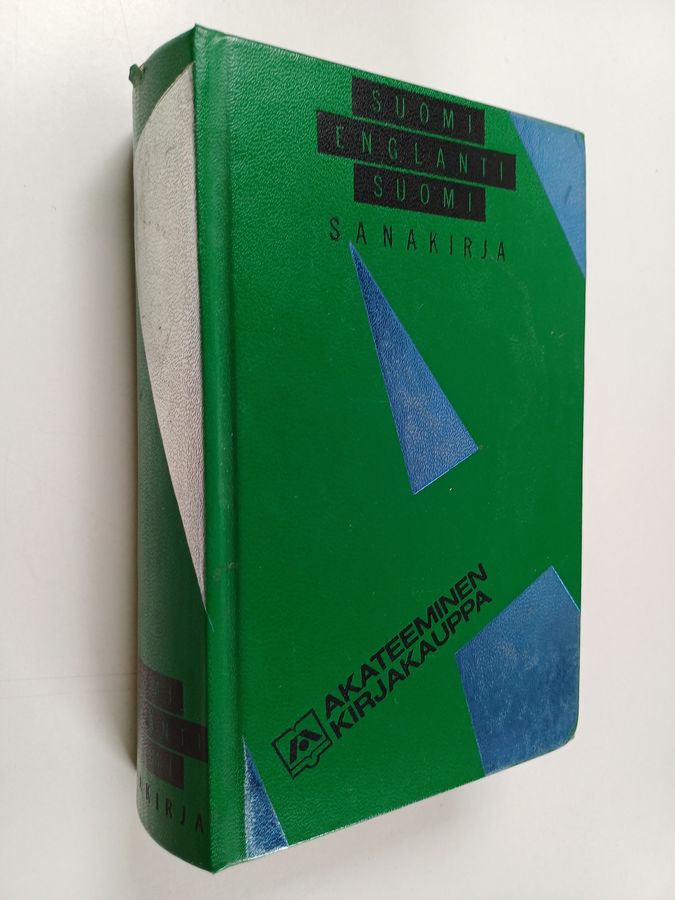 SUOMI
ENGLANTI
SUOMI
SANAKIRJA
AKATEEMINEN
KIRJAKAUPPA